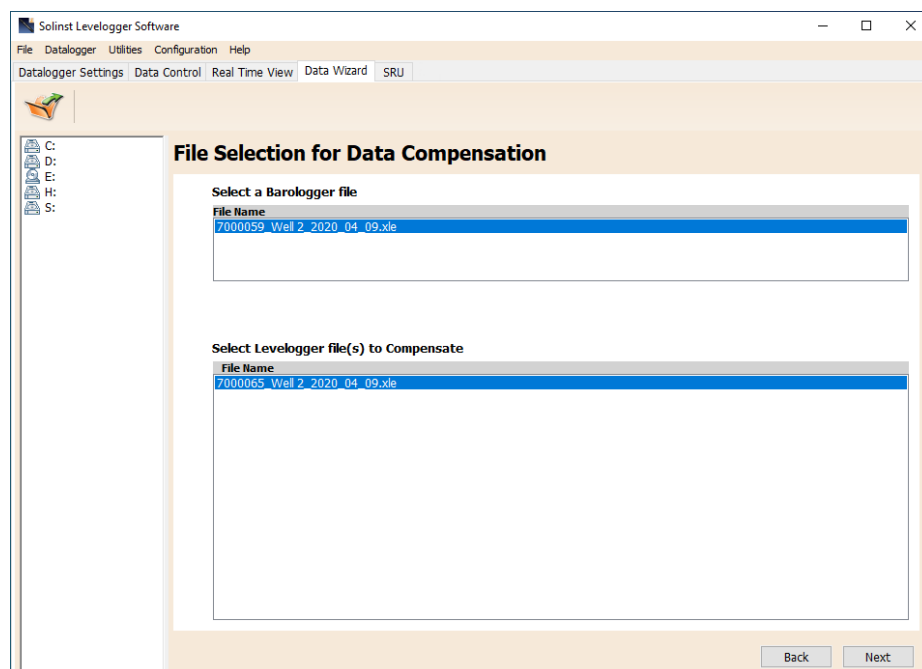 Solinst Levelogger Software
File Datalogger Utilities Configuration Help
Datalogger Settings Data Control Real Time View Data Wizard SRU
C:
D:
E:
H:
S:
File Selection for Data Compensation
Select a Barologger file
File Name
7000059_Well 2_2020_04_09.xle
Select Levelogger file(s) to Compensate
File Name
7000065_Well 2_2020_04_09.xle
Back Next